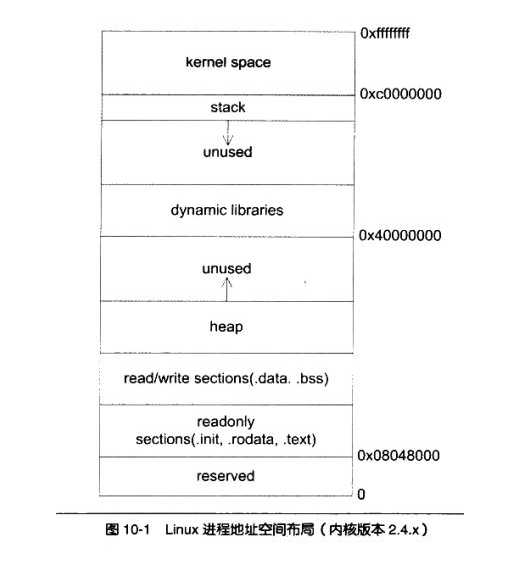 0xffffffff
kernel space
0xc0000000
stack
unused
dynamic libraries
0x40000000
unused
heap
read/write sections(.data. .bss)
readonly
sections(.init, .rodata, .text)
0x08048000
reserved
0
图 10-1 Linux 进程地址空间布局（内核版本 2.4.x）